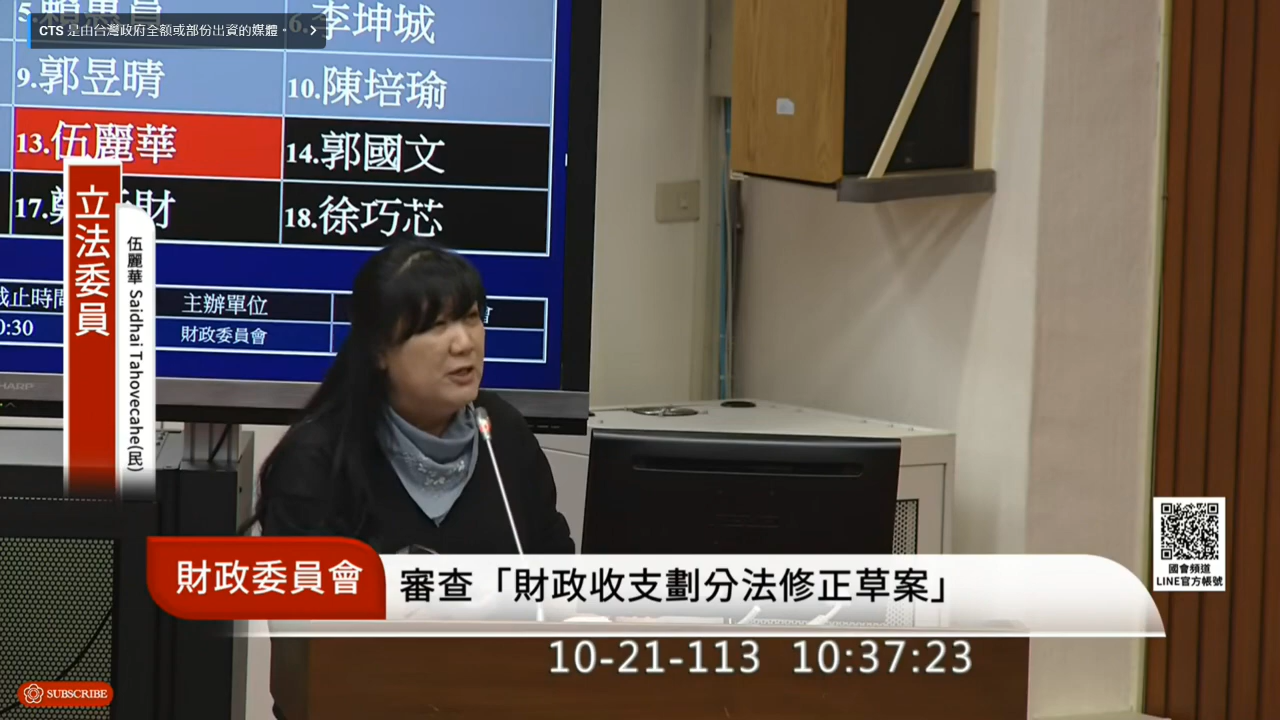 CTS 是由台灣政府全額或部份出資的媒體
6.李坤城
9.郭昱晴
10.陳培瑜
13.伍麗華
14.郭國文
18.徐巧芯
立法委員
伍麗華 Saidhai Tahovecahe(民)
主辦單位
財政委員會
SHARP
財政委員會
審查「財政收支劃分法修正草案」
10-21-113 10:37:23
國會頻道
LINE官方帳號
SUBSCRIBE